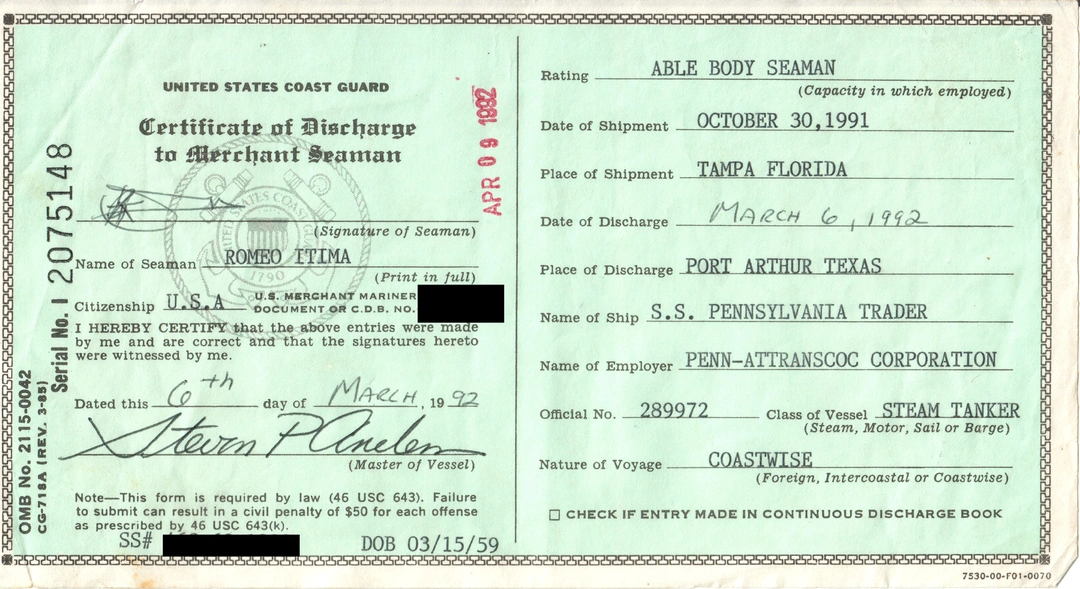 UNITED STATES COAST GUARD
Certificate of Discharge
to Merchant Seaman
APR 09 1992
(Signature of Seaman)
Name of Seaman ROMEO ITIMA
(Print in full)
Citizenship U.S.A U.S. MERCHANT MARINER
DOCUMENT OR C.D.B. NO.
I HEREBY CERTIFY that the above entries were made
by me and are correct and that the signatures hereto
were witnessed by me.
Dated this 6th day of MARCH, 1992
Steven P
(Master of Vessel)
Note—This form is required by law (46 USC 643). Failure
to submit can result in a civil penalty of $50 for each offense
as prescribed by 46 USC 643(k).
SS# DOB 03/15/59
Serial No. I 2075148
OMB No. 2115-0042
CG-718A (REV. 3-85)
UNITED STATES COAST GUARD
1790
Rating ABLE BODY SEAMAN
(Capacity in which employed)
Date of Shipment OCTOBER 30,1991
Place of Shipment TAMPA FLORIDA
Date of Discharge MARCH 6, 1992
Place of Discharge PORT ARTHUR TEXAS
Name of Ship S.S. PENNSYLVANIA TRADER
Name of Employer PENN-ATTRANSCOC CORPORATION
Official No. 289972 Class of Vessel STEAM TANKER
(Steam, Motor, Sail or Barge)
Nature of Voyage COASTWISE
(Foreign, Intercoastal or Coastwise)
CHECK IF ENTRY MADE IN CONTINUOUS DISCHARGE BOOK
7530-00-F01-0070